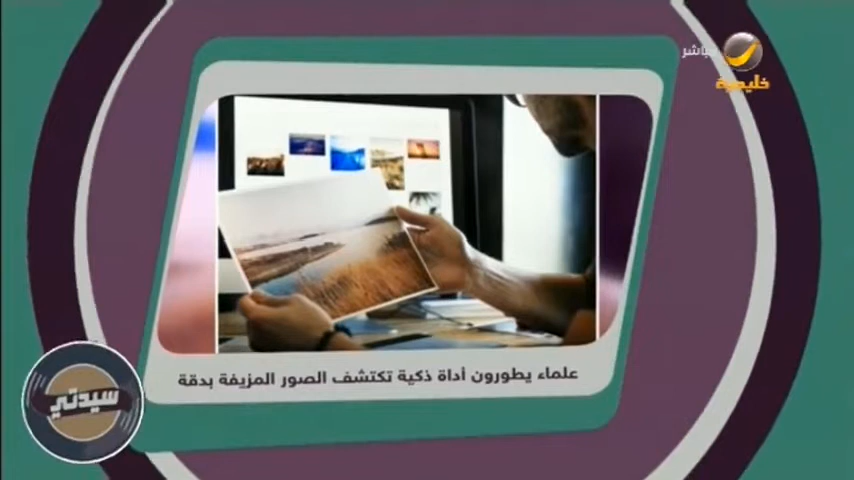 مباشر
خليجية
علماء يطورون أداة ذكية تكتشف الصور المزيفة بدقة
سيدتي